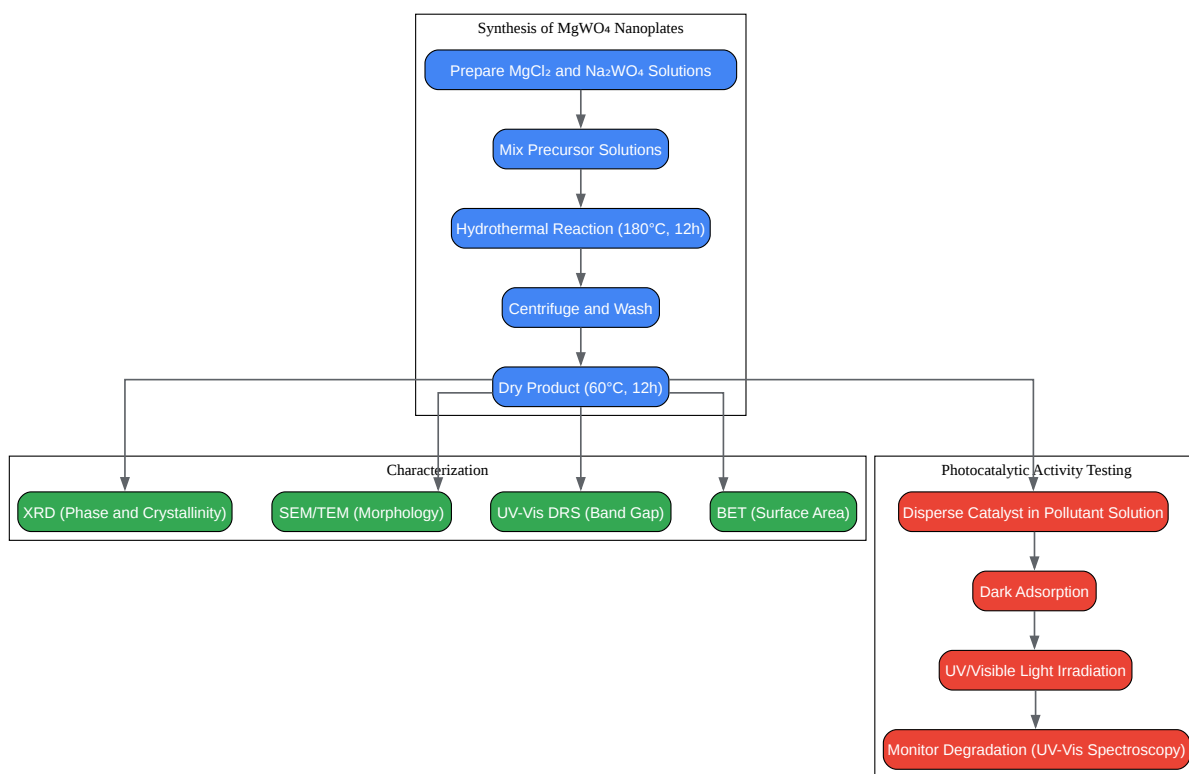 Synthesis of MgWO₄ Nanoplates
Prepare MgCl₂ and Na₂WO₄ Solutions
Mix Precursor Solutions
Hydrothermal Reaction (180°C, 12h)
Centrifuge and Wash
Dry Product (60°C, 12h)
Characterization
XRD (Phase and Crystallinity)
SEM/TEM (Morphology)
UV-Vis DRS (Band Gap)
BET (Surface Area)
Photocatalytic Activity Testing
Disperse Catalyst in Pollutant Solution
Dark Adsorption
UV/Visible Light Irradiation
Monitor Degradation (UV-Vis Spectroscopy)